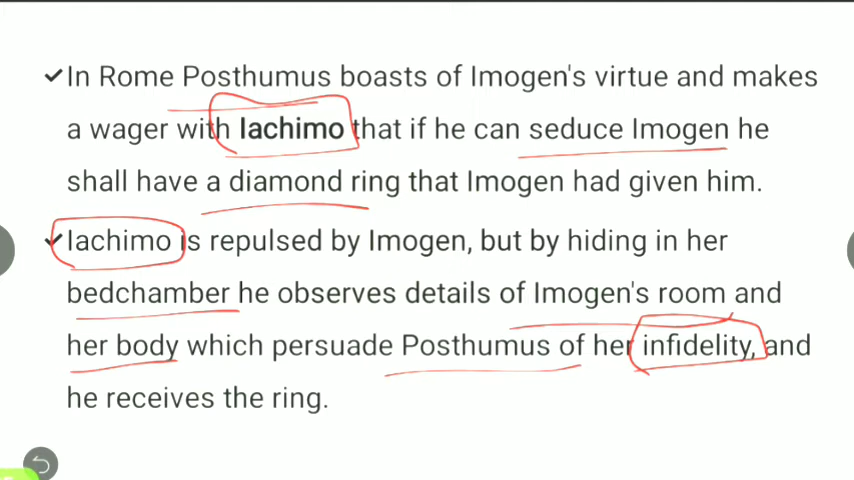 ✓In Rome Posthumus boasts of Imogen's virtue and makes
a wager with Iachimo that if he can seduce Imogen he
shall have a diamond ring that Imogen had given him.
✓Iachimo is repulsed by Imogen, but by hiding in her
bedchamber he observes details of Imogen's room and
her body which persuade Posthumus of her infidelity, and
he receives the ring.